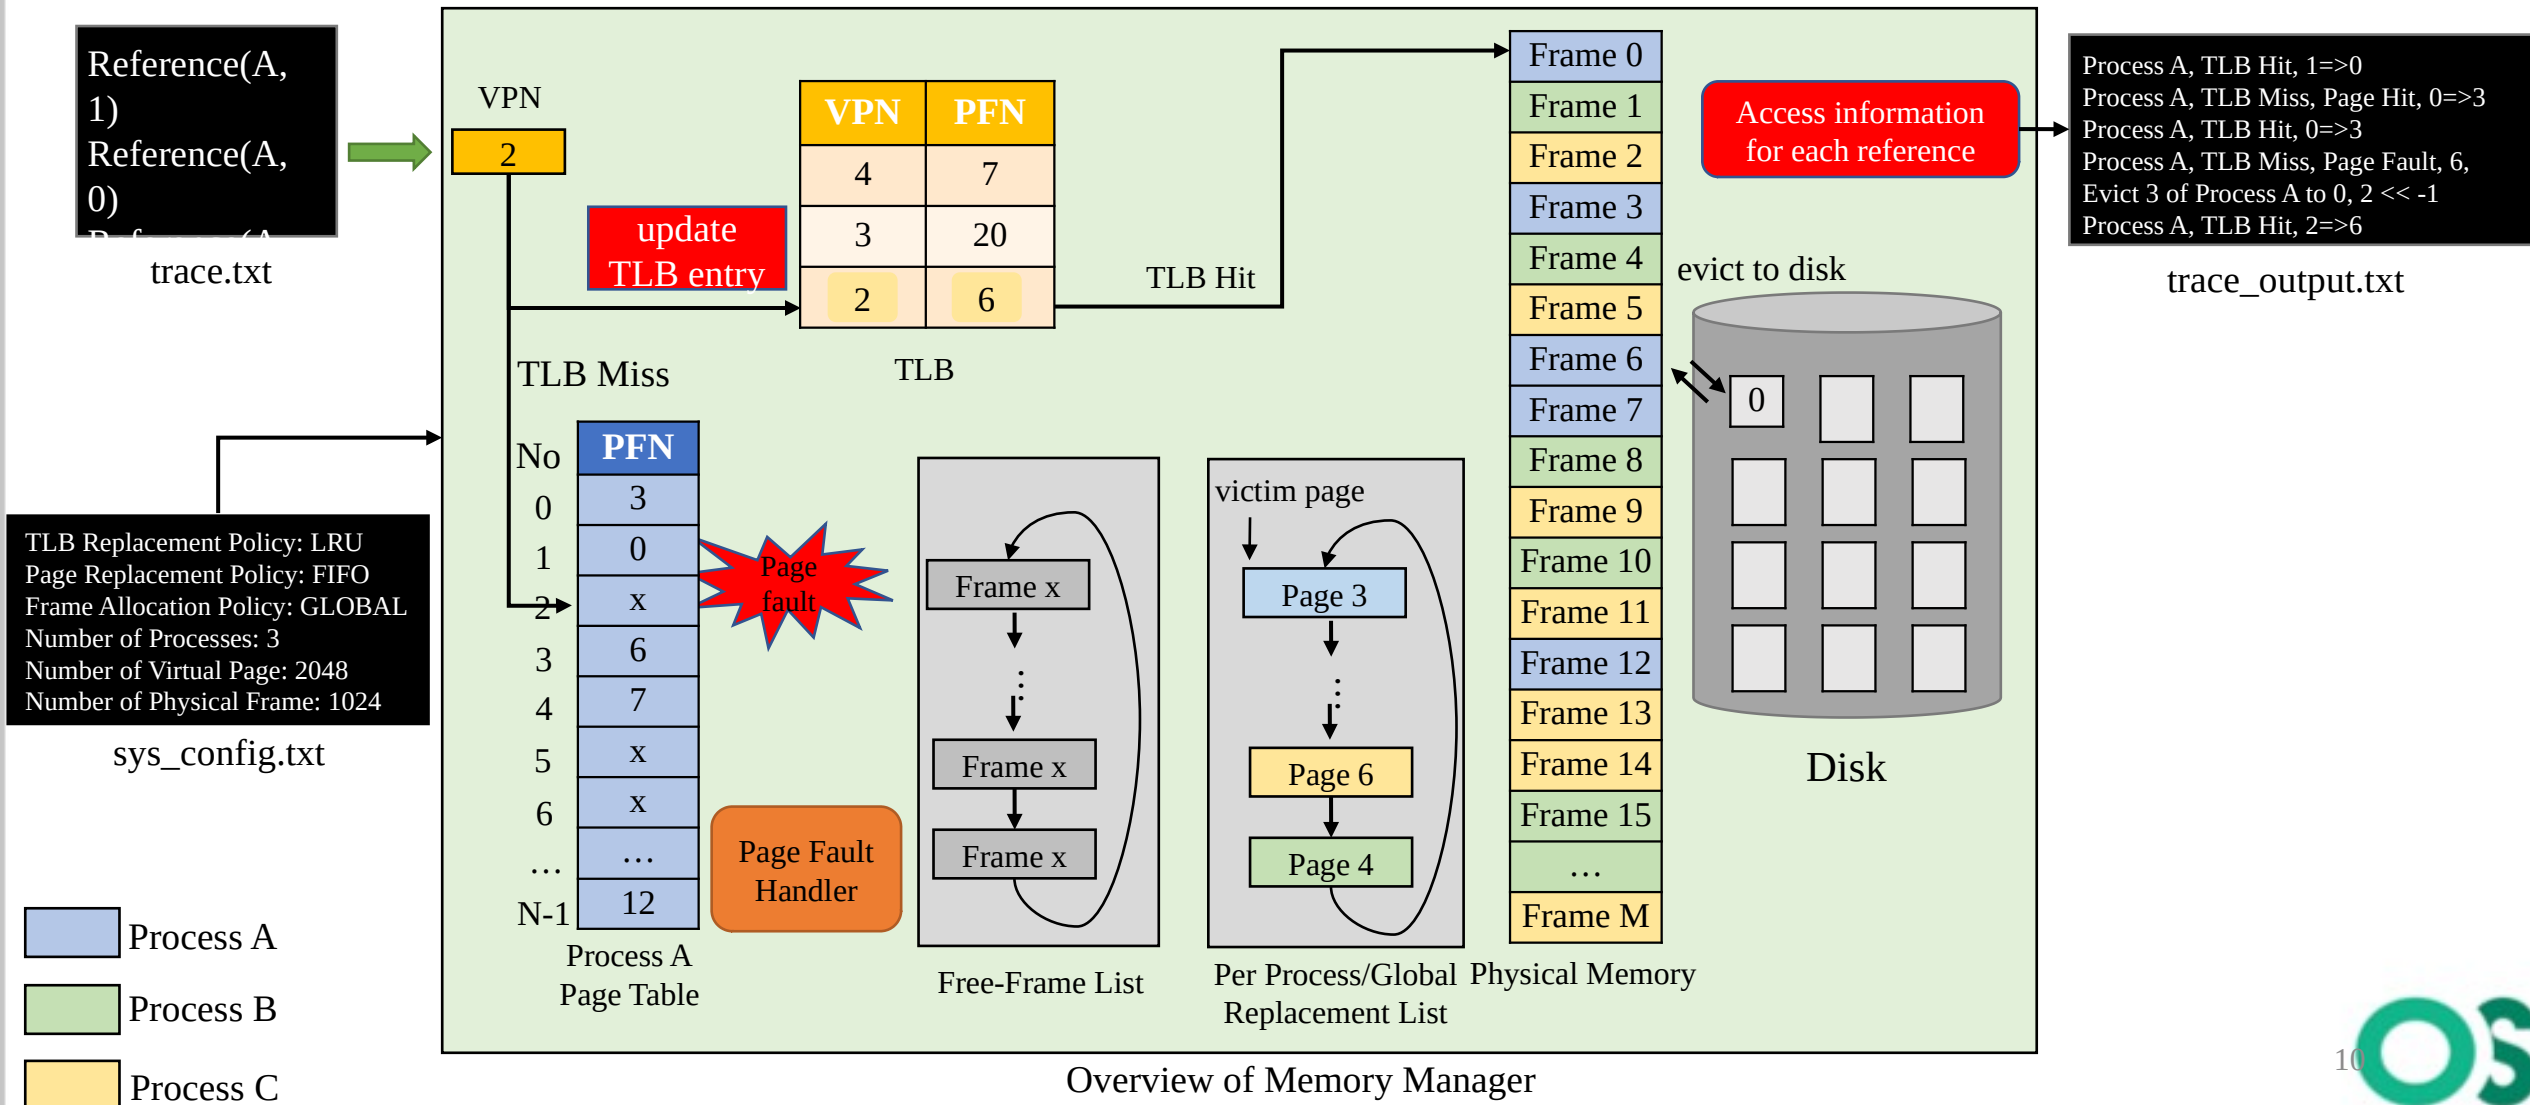 Reference(A,
1)
Reference(A,
0)
trace.txt
VPN
2
update
TLB entry
VPN PFN
4 7
3 20
2 6
TLB
TLB Hit
TLB Miss
Frame 0
Frame 1
Frame 2
Frame 3
Frame 4
Frame 5
Frame 6
Frame 7
Frame 8
Frame 9
Frame 10
Frame 11
Frame 12
Frame 13
Frame 14
Frame 15
…
Frame M
Physical Memory
Access information
for each reference
Process A, TLB Hit, 1=>0
Process A, TLB Miss, Page Hit, 0=>3
Process A, TLB Hit, 0=>3
Process A, TLB Miss, Page Fault, 6,
Evict 3 of Process A to 0, 2 << -1
Process A, TLB Hit, 2=>6
trace_output.txt
evict to disk
0
Disk
TLB Replacement Policy: LRU
Page Replacement Policy: FIFO
Frame Allocation Policy: GLOBAL
Number of Processes: 3
Number of Virtual Page: 2048
Number of Physical Frame: 1024
sys_config.txt
No PFN
0 3
1 0
2 x
3 6
4 7
5 x
6 x
… …
N-1 12
Process A
Page Table
Page
fault
Page Fault
Handler
Frame x
…
Frame x
Frame x
Free-Frame List
victim page
Page 3
…
Page 6
Page 4
Per Process/Global
Replacement List
Process A
Process B
Process C
Overview of Memory Manager
10
OS